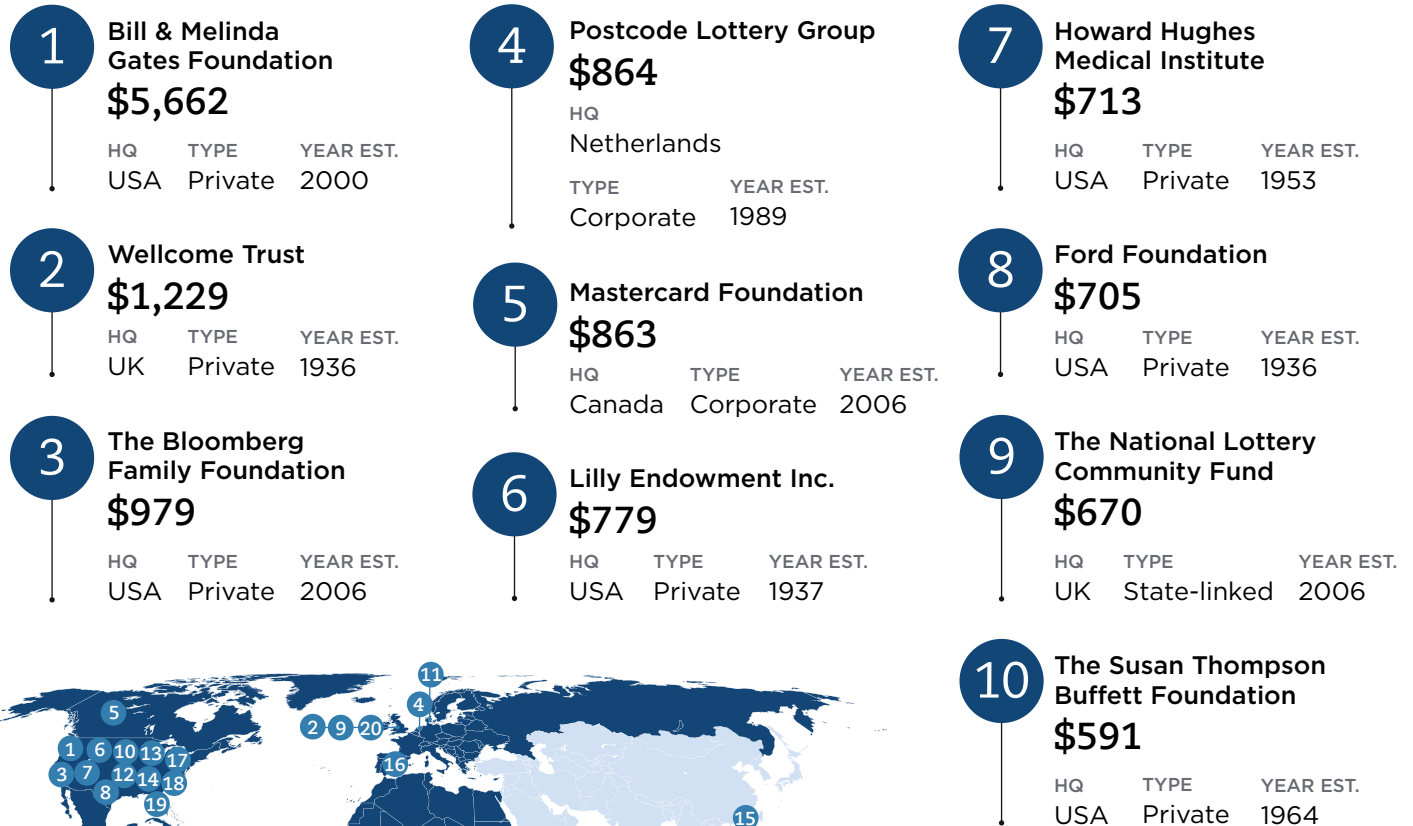 1
Bill & Melinda
Gates Foundation
$5,662
HQ TYPE YEAR EST.
USA Private 2000
2
Wellcome Trust
$1,229
HQ TYPE YEAR EST.
UK Private 1936
3
The Bloomberg
Family Foundation
$979
HQ TYPE YEAR EST.
USA Private 2006
4
Postcode Lottery Group
$864
HQ
Netherlands
TYPE YEAR EST.
Corporate 1989
5
Mastercard Foundation
$863
HQ TYPE YEAR EST.
Canada Corporate 2006
6
Lilly Endowment Inc.
$779
HQ TYPE YEAR EST.
USA Private 1937
7
Howard Hughes
Medical Institute
$713
HQ TYPE YEAR EST.
USA Private 1953
8
Ford Foundation
$705
HQ TYPE YEAR EST.
USA Private 1936
9
The National Lottery
Community Fund
$670
HQ TYPE YEAR EST.
UK State-linked 2006
10
The Susan Thompson
Buffett Foundation
$591
HQ TYPE YEAR EST.
USA Private 1964
11
4
5
2 9 20
1 6 10 13 17
16
3 7 12 14 18
8
19
15